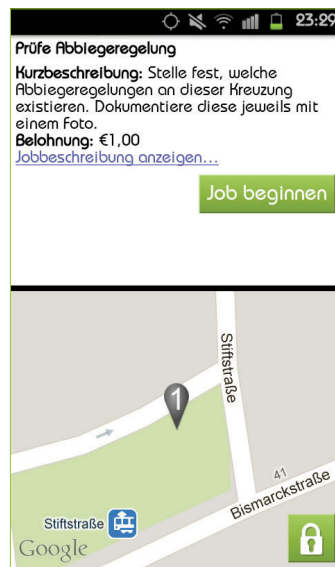 23:29
Prüfe Abbiegeregelung
Kurzbeschreibung: Stelle fest, welche
Abbiegeregelungen an dieser Kreuzung
existieren. Dokumentiere diese jeweils mit
einem Foto.
Belohnung: €1,00
Jobbeschreibung anzeigen...
Job beginnen
Stiftstraße
1
41
Bismarckstraße
Stiftstraße
Google